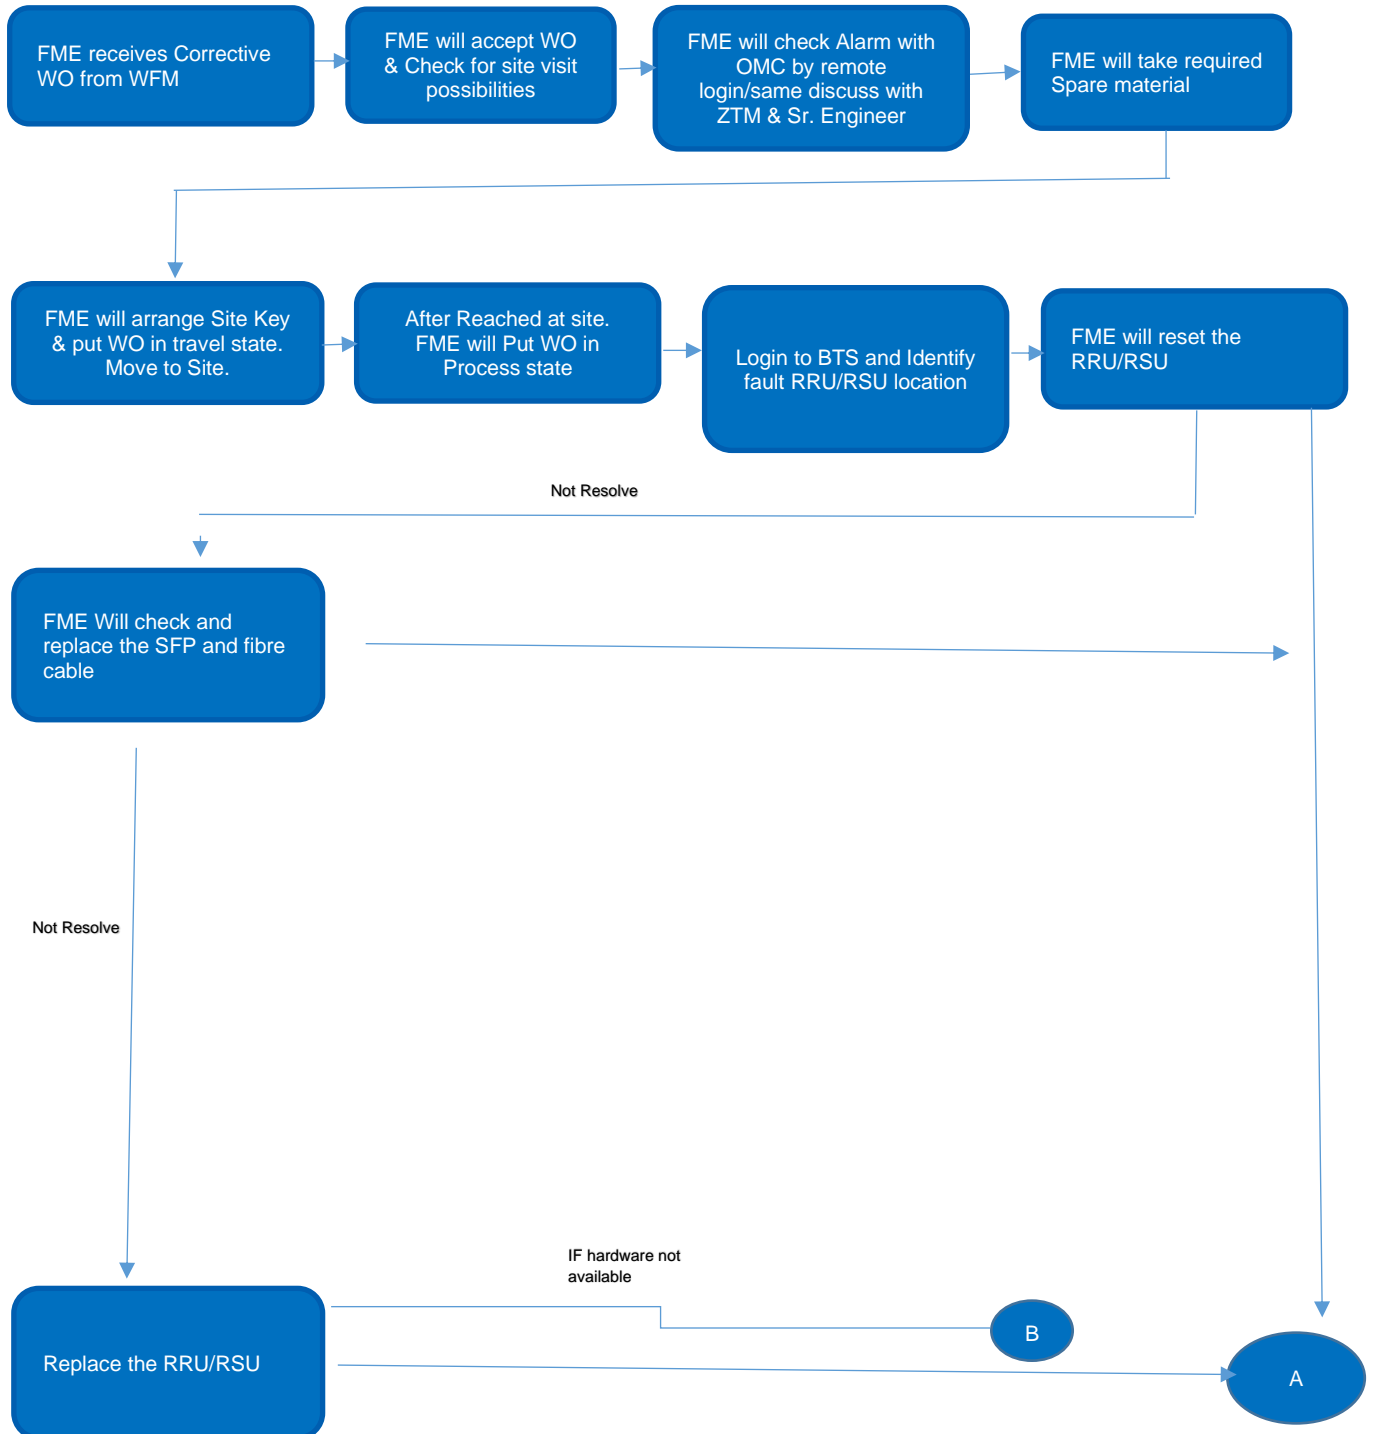 FME receives Corrective
WO from WFM
FME will accept WO
& Check for site visit
possibilities
FME will check Alarm with
OMC by remote
login/same discuss with
ZTM & Sr. Engineer
FME will take required
Spare material
FME will arrange Site Key
& put WO in travel state.
Move to Site.
After Reached at site.
FME will Put WO in
Process state
Login to BTS and Identify
fault RRU/RSU location
FME will reset the
RRU/RSU
Not Resolve
FME Will check and
replace the SFP and fibre
cable
Not Resolve
IF hardware not
available
Replace the RRU/RSU
B
A